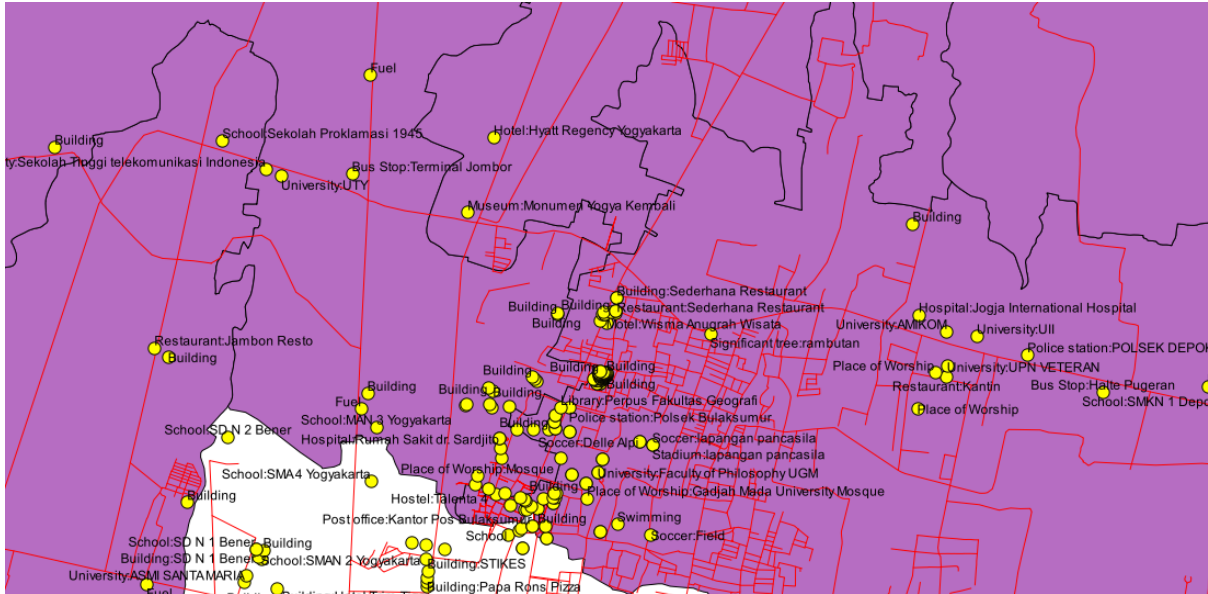 Fuel
Hotel:Hyatt Regency Yogyakarta
School:Sekolah Proklamasi 1945
Building
ty:Sekolah Tinggi telekomunikasi Indonesia
Bus Stop:Terminal Jombor
University:UTY
Museum:Monumen Yogya Kembali
Building
Building:Sederhana Restaurant
Building
Building
Restaurant:Sederhana Restaurant
Hospital:Jogja International Hospital
Building
Motel:Wisma Anugrah Wisata
University:AMIKOM
University:UII
Significant tree:rambutan
Restaurant:Jambon Resto
Building
Police station:POLSEK DEPOK
Building
Building
Place of Worship
University:UPN VETERAN
Building
Building
Restaurant:Kantin
Bus Stop:Halte Pugeran
Building
Building
Building
School:SMKN 1 Depo
Fuel
Library:Perpus Fakultas Geografi
Place of Worship
School:MAN 3 Yogyakarta
Building
Police station:Polsek Bulaksumur
School:SD N 2 Bener
Hospital:Rumah Sakit dr. Sardjito
Soccer:Delle Alpi
Soccer:lapangan pancasila
Stadium:lapangan pancasila
Place of Worship:Mosque
University:Faculty of Philosophy UGM
School:SMA4 Yogyakarta
Building
Building
Hostel:Talenta 4
Place of Worship:Gadjah Mada University Mosque
Post office:Kantor Pos Bulaksumur
Building
Swimming
School
Soccer:Field
School:SD N 1 Bener
Building
Building:SD N 1 Bener
School:SMAN 2 Yogyakarta
Building:STIKES
University:ASMI SANTAMARIA
Fuel
Building:Papa Rons Pizza